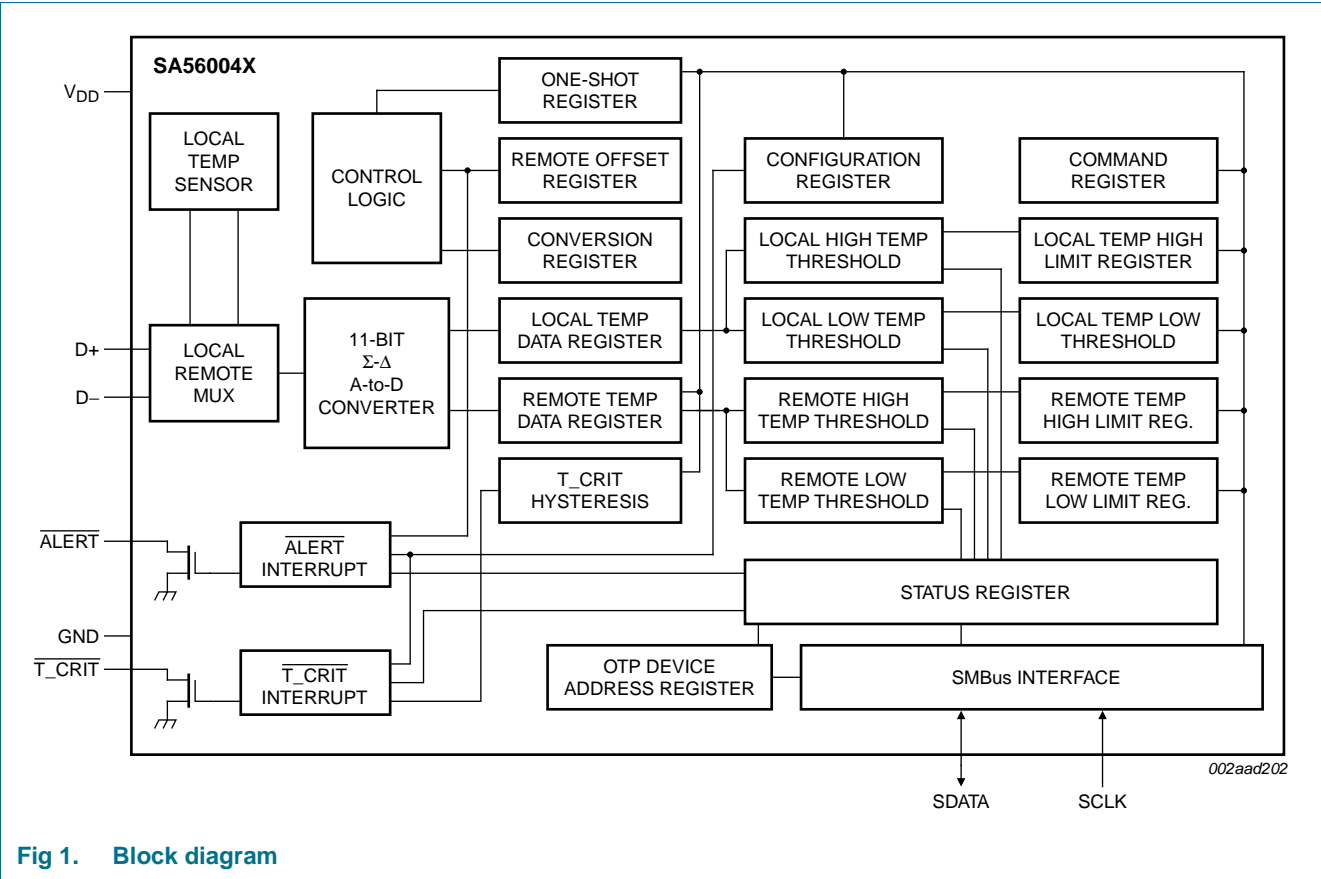 SA56004X
V_DD
LOCAL
TEMP
SENSOR
CONTROL
LOGIC
ONE-SHOT
REGISTER
REMOTE OFFSET
REGISTER
CONVERSION
REGISTER
CONFIGURATION
REGISTER
COMMAND
REGISTER
LOCAL HIGH TEMP
THRESHOLD
LOCAL TEMP HIGH
LIMIT REGISTER
D+
D−
LOCAL
REMOTE
MUX
11-BIT
Σ-Δ
A-to-D
CONVERTER
LOCAL TEMP
DATA REGISTER
LOCAL LOW TEMP
THRESHOLD
LOCAL TEMP LOW
THRESHOLD
REMOTE TEMP
DATA REGISTER
REMOTE HIGH
TEMP THRESHOLD
REMOTE TEMP
HIGH LIMIT REG.
T_CRIT
HYSTERESIS
REMOTE LOW
TEMP THRESHOLD
REMOTE TEMP
LOW LIMIT REG.
ALERT
ALERT
INTERRUPT
STATUS REGISTER
GND
T_CRIT
T_CRIT
INTERRUPT
OTP DEVICE
ADDRESS REGISTER
SMBus INTERFACE
002aad202
SDATA
SCLK
Fig 1. Block diagram